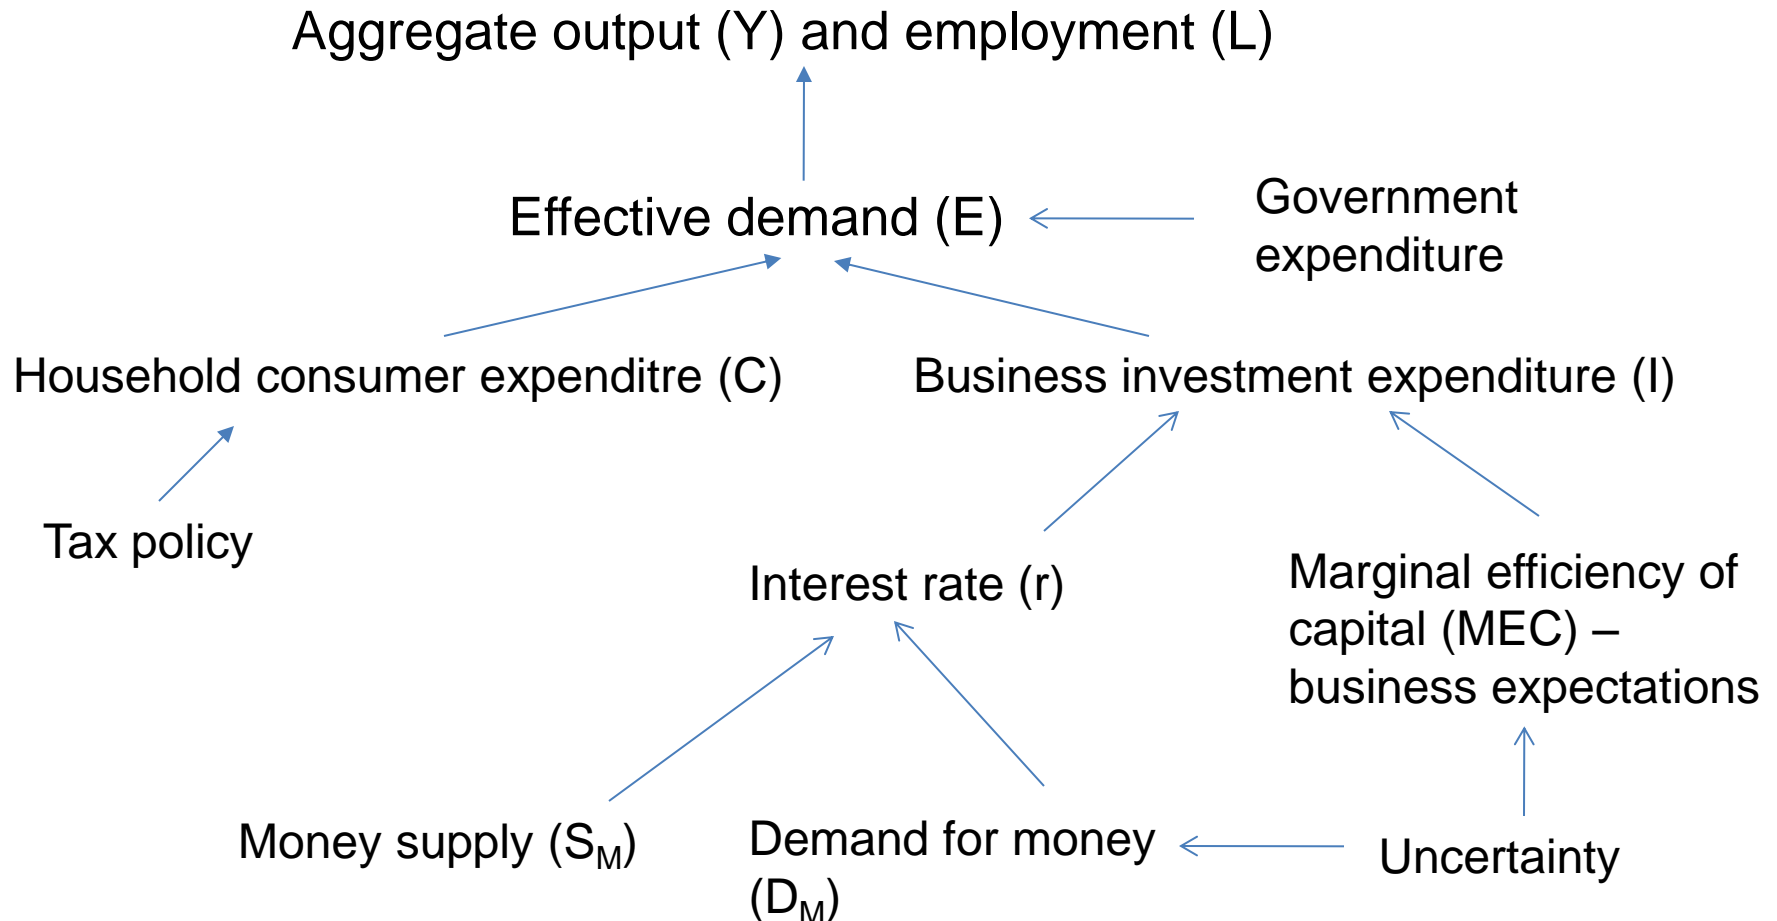 Aggregate output (Y) and employment (L)
Effective demand (E)
Government
expenditure
Household consumer expenditre (C)
Business investment expenditure (I)
Tax policy
Interest rate (r)
Marginal efficiency of
capital (MEC) –
business expectations
Money supply (SM)
Demand for money
(DM)
Uncertainty